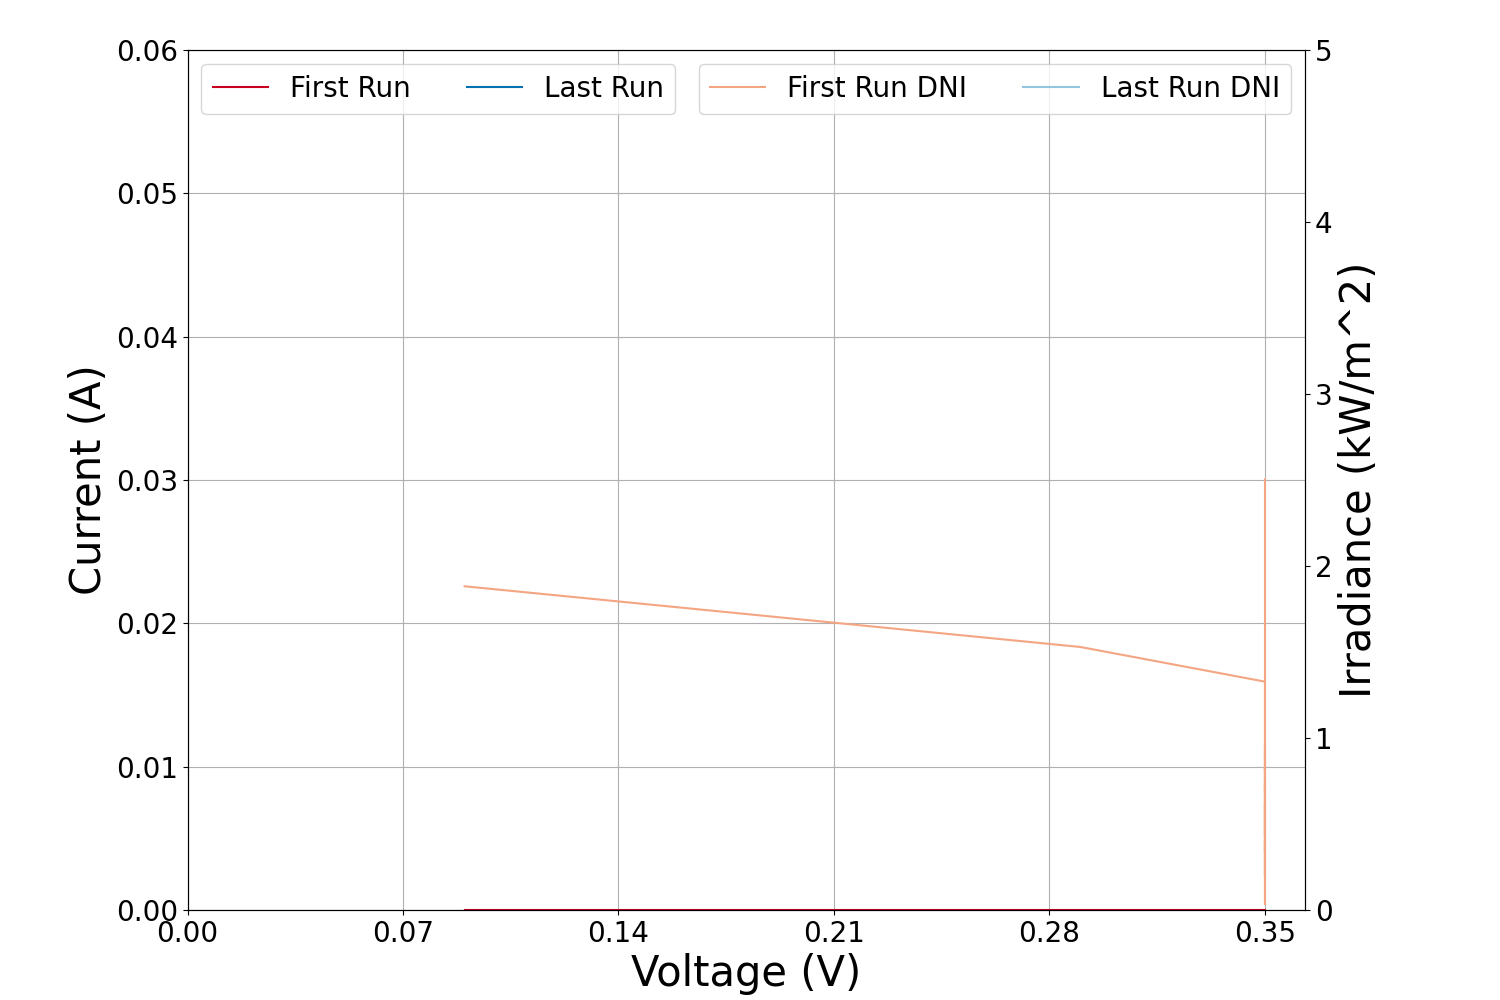 First Run
Last Run
First Run DNI
Last Run DNI
0.06
0.05
0.04
0.03
0.02
0.01
0.00
Current (A)
5
4
3
2
1
0
Irradiance (kW/m^2)
0.00 0.07 0.14 0.21 0.28 0.35
Voltage (V)